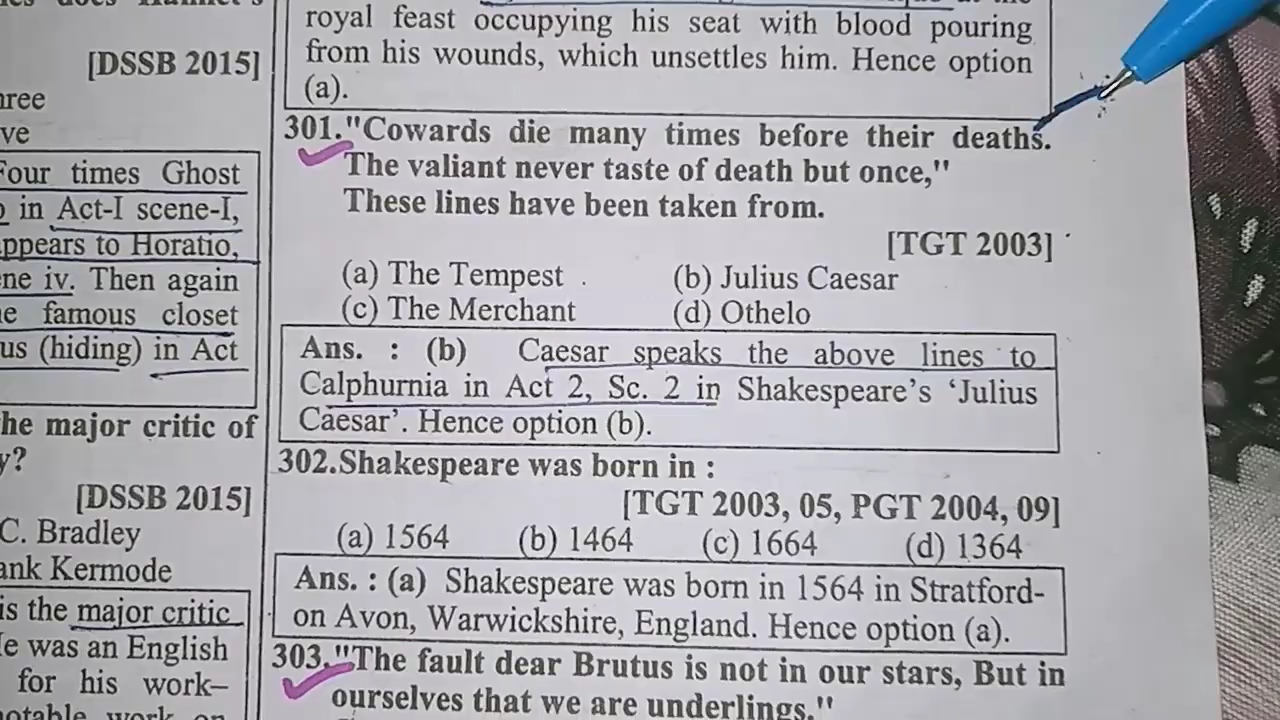 [DSSB 2015]
ve
Four times Ghost
in Act-I scene-I,
appears to Horatio,
iv. Then again
famous closet
us (hiding) in Act
the major critic of
y?
[DSSB 2015]
C. Bradley
Kermode
is the major critic
was an English
for his work–
work
royal feast occupying his seat with blood pouring
from his wounds, which unsettles him. Hence option
(a).
301."Cowards die many times before their deaths.
The valiant never taste of death but once,"
These lines have been taken from.
[TGT 2003]
(a) The Tempest (b) Julius Caesar
(c) The Merchant (d) Othelo
Ans. : (b) Caesar speaks the above lines to
Calphurnia in Act 2, Sc. 2 in Shakespeare's 'Julius
Caesar'. Hence option (b).
302.Shakespeare was born in :
[TGT 2003, 05, PGT 2004, 09]
(a) 1564 (b) 1464 (c) 1664 (d) 1364
Ans. : (a) Shakespeare was born in 1564 in Stratford-
on Avon, Warwickshire, England. Hence option (a).
303."The fault dear Brutus is not in our stars, But in
ourselves that we are underlings."